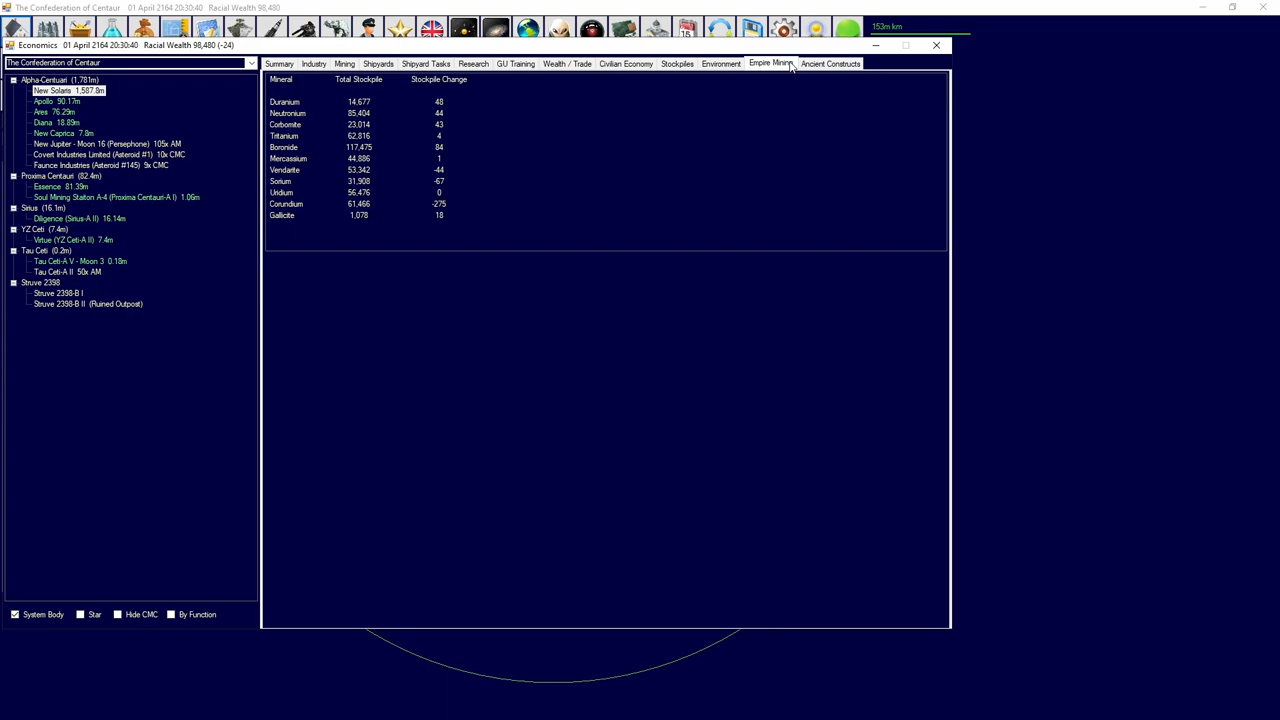 The Confederation of Centaur   01 April 2164 20:30:40   Racial Wealth 98,480
153m km
Economics   01 April 2164 20:30:40   Racial Wealth 98,480 (-24)
The Confederation of Centaur
Summary Industry Mining Shipyards Shipyard Tasks Research GU Training Wealth / Trade Civilian Economy Stockpiles Environment Empire Mining Ancient Constructs
Alpha-Centauri (1,781m)
New Solaris 1,587.8m
Apollo 90.17m
Ares 76.29m
Diana 18.89m
New Caprica 7.8m
New Jupiter - Moon 16 (Persephone) 105x AM
Covert Industries Limited (Asteroid #1) 10x CMC
Faunce Industries (Asteroid #145) 9x CMC
Proxima Centauri (82.4m)
Essence 81.39m
Soul Mining Staiton A-4 (Proxima Centauri-A I) 1.06m
Sirius (16.1m)
Diligence (Sirius-A II) 16.14m
YZ Ceti (7.4m)
Virtue (YZ Ceti-A II) 7.4m
Tau Ceti (0.2m)
Tau Ceti-A V - Moon 3 0.18m
Tau Ceti-A II 50x AM
Struve 2398
Struve 2398-B I
Struve 2398-B II (Ruined Outpost)
Mineral Total Stockpile Stockpile Change
Duranium 14,677 48
Neutronium 85,404 44
Corbomite 23,014 43
Tritanium 62,816 4
Boronide 117,475 84
Mercassium 44,886 1
Vendarite 53,342 -44
Sorium 31,908 -67
Uridium 56,476 0
Corundium 61,466 -275
Gallicite 1,078 18
System Body Star Hide CMC By Function